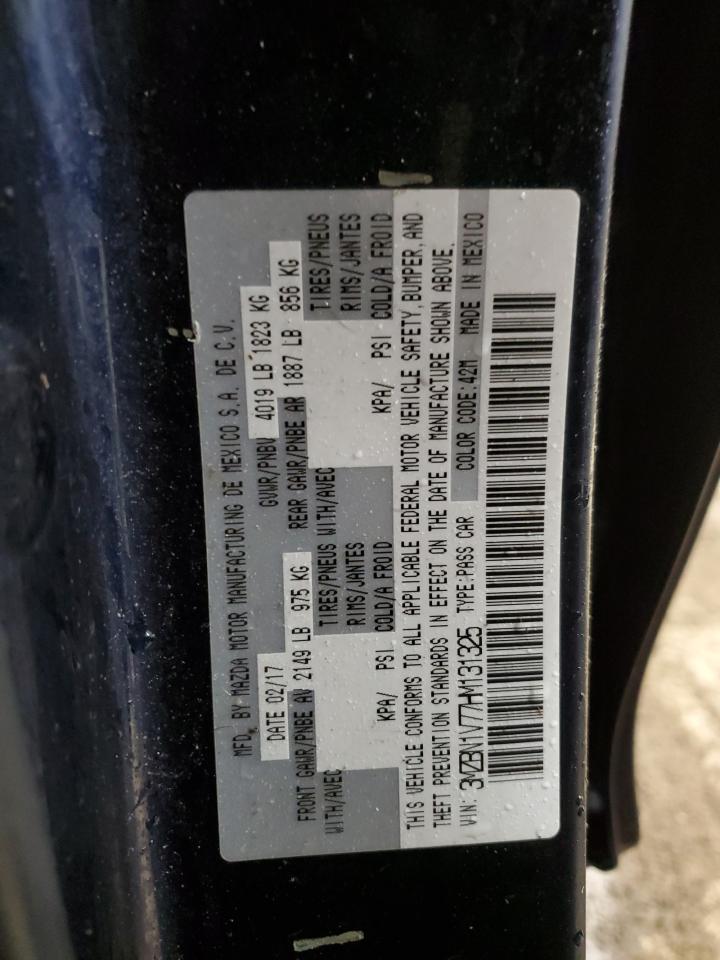 MFD. BY MAZDA MOTOR MANUFACTURING DE MEXICO S.A. DE C.V.
DATE 02/17 GVWR/PNBV 4019 LB 1823 KG
FRONT GAWR/PNBE AV 2149 LB 975 KG REAR GAWR/PNBE AR 1887 LB 856 KG
WITH/AVEC TIRES/PNEUS WITH/AVEC TIRES/PNEUS
RIMS/JANTES RIMS/JANTES
KPA/ PSI COLD/A FROID KPA/ PSI COLD/A FROID
THIS VEHICLE CONFORMS TO ALL APPLICABLE FEDERAL MOTOR VEHICLE SAFETY, BUMPER, AND
THEFT PREVENTION STANDARDS IN EFFECT ON THE DATE OF MANUFACTURE SHOWN ABOVE.
VIN: 3MZBN1V77HM131325 TYPE:PASS CAR COLOR CODE:42M MADE IN MEXICO